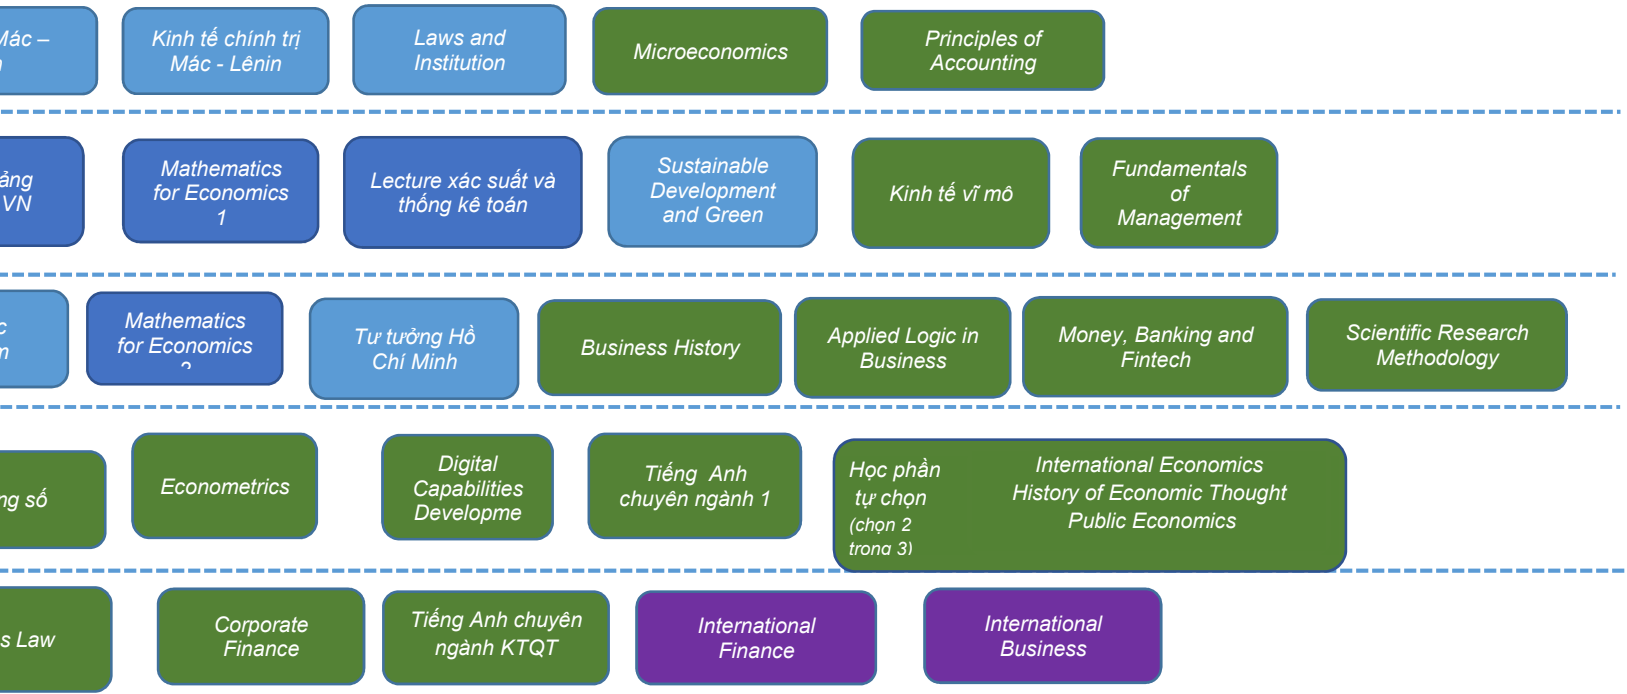 Mác –
Kinh tế chính trị
Mác - Lênin
Laws and
Institution
Microeconomics
Principles of
Accounting
VN
Mathematics
for Economics
1
Lecture xác suất và
thống kê toán
Sustainable
Development
and Green
Kinh tế vĩ mô
Fundamentals
of
Management
Mathematics
for Economics
Tư tưởng Hồ
Chí Minh
Business History
Applied Logic in
Business
Money, Banking and
Fintech
Scientific Research
Methodology
số
Econometrics
Digital
Capabilities
Developme
Tiếng Anh
chuyên ngành 1
Học phần
tự chọn
(chọn 2
trong 3)
International Economics
History of Economic Thought
Public Economics
Law
Corporate
Finance
Tiếng Anh chuyên
ngành KTQT
International
Finance
International
Business